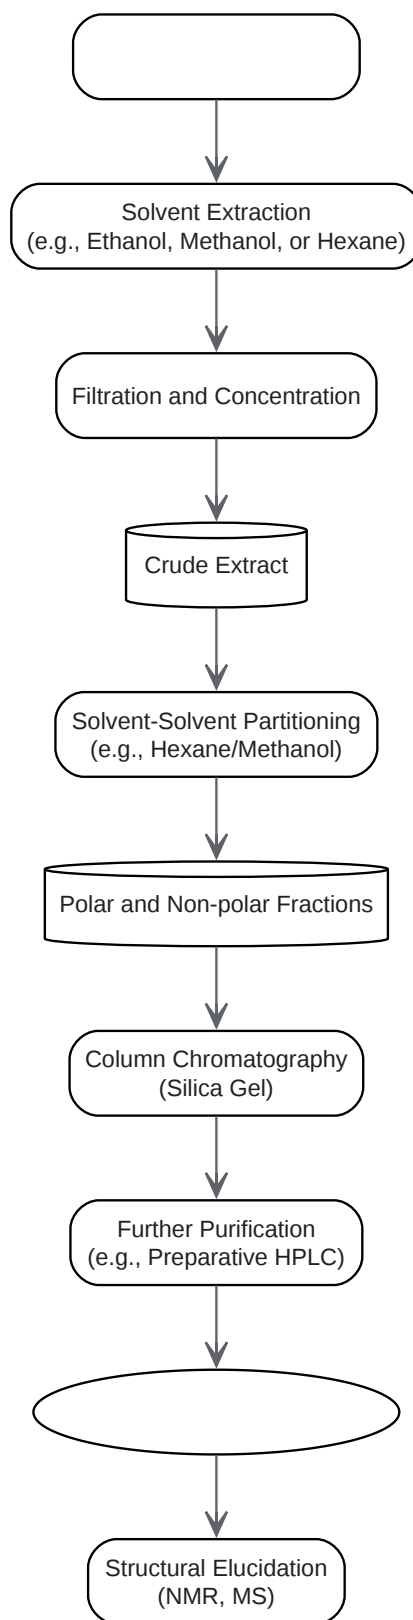 Solvent Extraction
(e.g., Ethanol, Methanol, or Hexane)
Filtration and Concentration
Crude Extract
Solvent-Solvent Partitioning
(e.g., Hexane/Methanol)
Polar and Non-polar Fractions
Column Chromatography
(Silica Gel)
Further Purification
(e.g., Preparative HPLC)
Structural Elucidation
(NMR, MS)